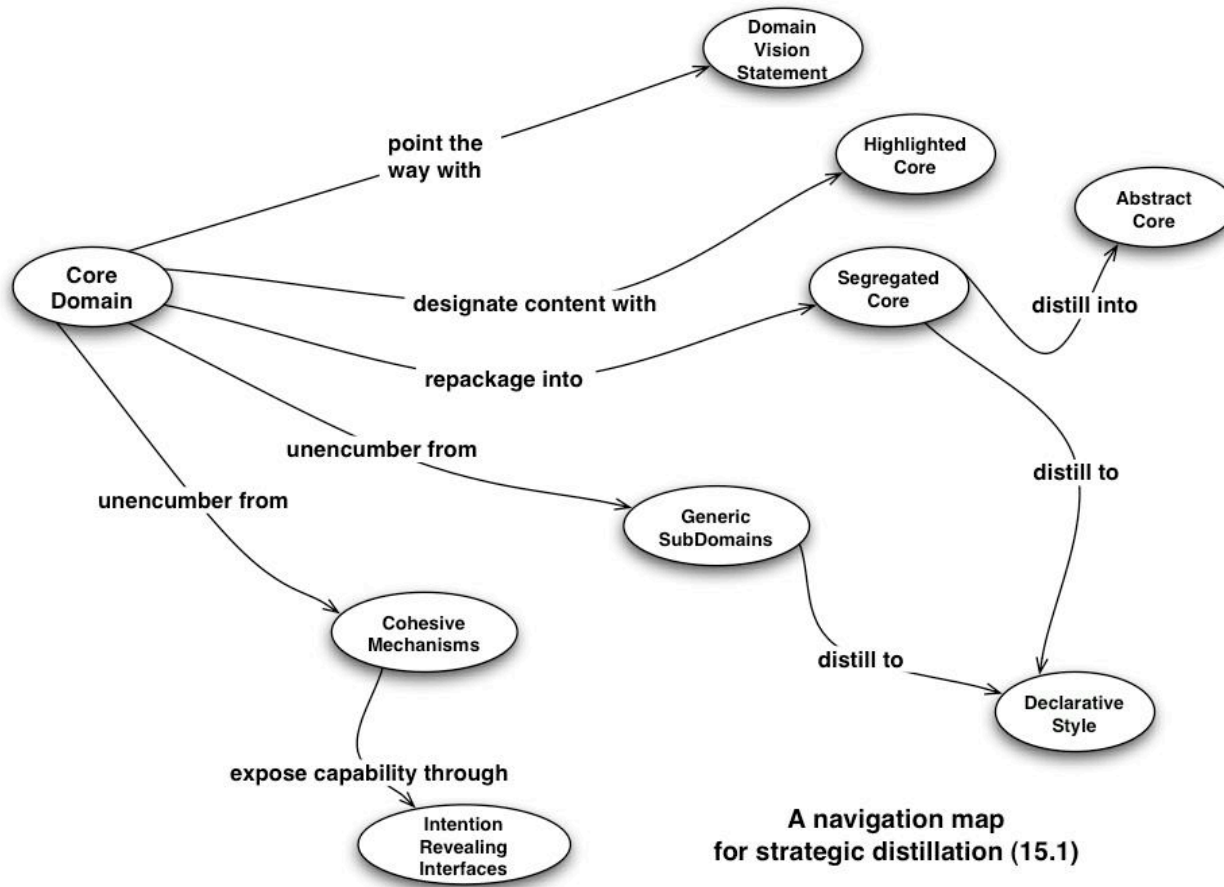 Domain
Vision
Statement
point the
way with
Highlighted
Core
Abstract
Core
Core
Domain
Segregated
Core
designate content with
distill into
repackage into
unencumber from
distill to
unencumber from
Generic
SubDomains
Cohesive
Mechanisms
distill to
Declarative
Style
expose capability through
Intention
Revealing
Interfaces
A navigation map
for strategic distillation (15.1)